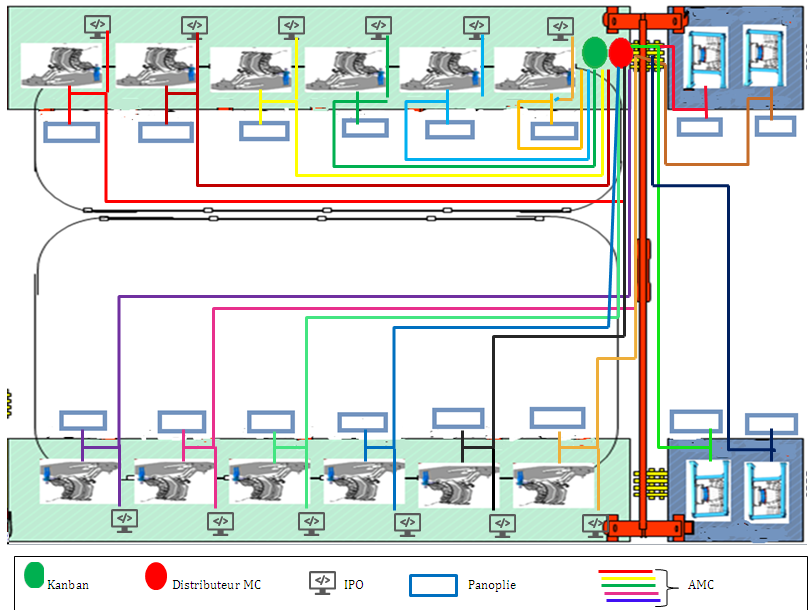 Kanban
Distributeur MC
</>
IPO
Panoplie
AMC